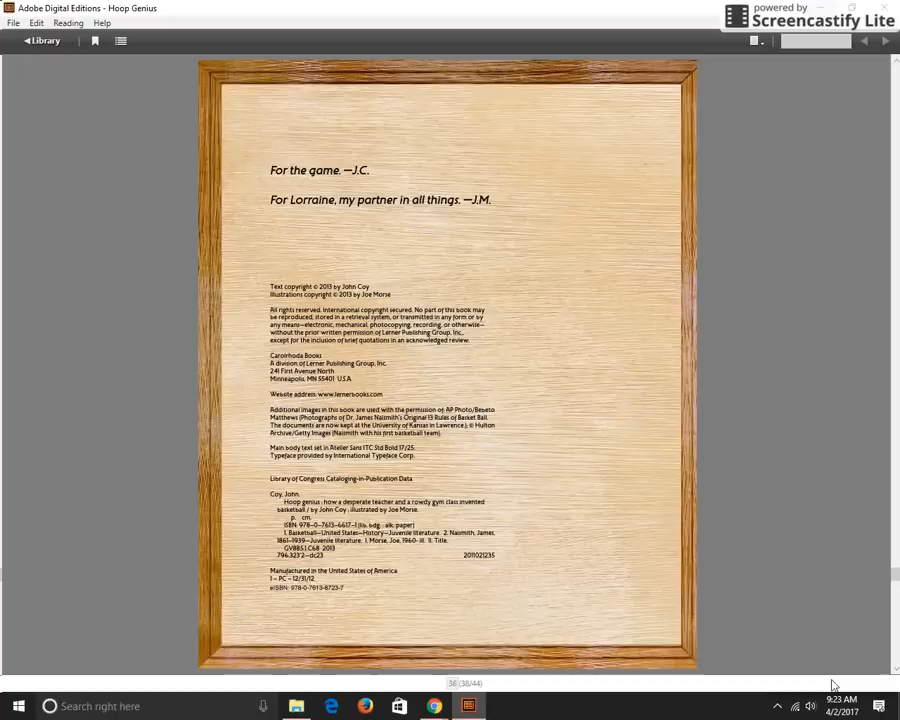 Adobe Digital Editions - Hoop Genius
powered by
Screencastify Lite
File Edit Reading Help
Library
For the game. —J.C.
For Lorraine, my partner in all things. —J.M.
Text copyright © 2013 by John Coy
Illustrations copyright © 2013 by Joe Morse
All rights reserved. International copyright secured. No part of this book may
be reproduced, stored in a retrieval system, or transmitted in any form or by
any means—electronic, mechanical, photocopying, recording, or otherwise—
without the prior written permission of Lerner Publishing Group, Inc.,
except for the inclusion of brief quotations in an acknowledged review.
Carolrhoda Books
A division of Lerner Publishing Group, Inc.
241 First Avenue North
Minneapolis, MN 55401 U.S.A.
Website address: www.lernerbooks.com
Additional images in this book are used with the permission of: AP Photo/Bebeto
Matthews (Photographs of Dr. James Naismith's Original 13 Rules of Basket Ball.
The documents are now kept at the University of Kansas in Lawrence.); © Hulton
Archive/Getty Images (Naismith with his first basketball team).
Main body text set in Atelier Sans ITC Std Bold 17/25.
Typeface provided by International Typeface Corp.
Library of Congress Cataloging-in-Publication Data
Coy, John.
Hoop genius : how a desperate teacher and a rowdy gym class invented
basketball / by John Coy ; illustrated by Joe Morse.
p. cm.
ISBN: 978–0–7613–6617–1 (lib. bdg. : alk. paper)
1. Basketball—United States—History—Juvenile literature. 2. Naismith, James,
1861–1939—Juvenile literature. I. Morse, Joe, 1960– ill. II. Title.
GV885.1.C68 2013
796.323'2—dc23 2011021235
Manufactured in the United States of America
1 – PC – 12/31/12
eISBN: 978-0-7613-8723-7
38 (38/44)
Search right here
9:23 AM
4/2/2017